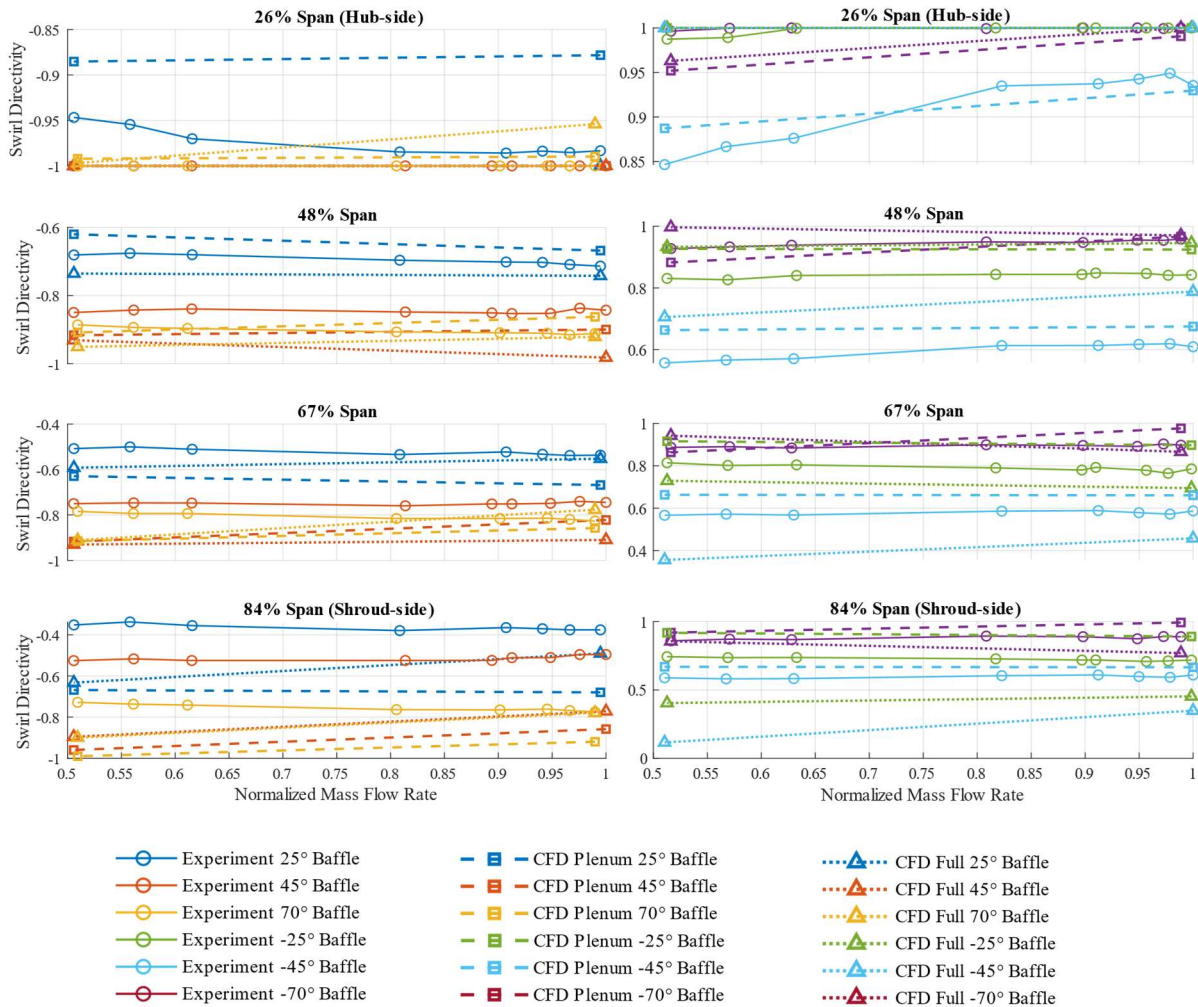 26% Span (Hub-side)
-0.85
-0.9
-0.95
-1
Swirl Directivity
26% Span (Hub-side)
1
0.95
0.9
0.85
48% Span
-0.6
-0.8
-1
Swirl Directivity
48% Span
1
0.8
0.6
67% Span
-0.4
-0.6
-0.8
-1
Swirl Directivity
67% Span
1
0.8
0.6
0.4
84% Span (Shroud-side)
-0.4
-0.6
-0.8
-1
Swirl Directivity
0.5 0.55 0.6 0.65 0.7 0.75 0.8 0.85 0.9 0.95 1
Normalized Mass Flow Rate
84% Span (Shroud-side)
1
0.5
0
0.5 0.55 0.6 0.65 0.7 0.75 0.8 0.85 0.9 0.95 1
Normalized Mass Flow Rate
Experiment 25° Baffle
Experiment 45° Baffle
Experiment 70° Baffle
Experiment -25° Baffle
Experiment -45° Baffle
Experiment -70° Baffle
CFD Plenum 25° Baffle
CFD Plenum 45° Baffle
CFD Plenum 70° Baffle
CFD Plenum -25° Baffle
CFD Plenum -45° Baffle
CFD Plenum -70° Baffle
CFD Full 25° Baffle
CFD Full 45° Baffle
CFD Full 70° Baffle
CFD Full -25° Baffle
CFD Full -45° Baffle
CFD Full -70° Baffle